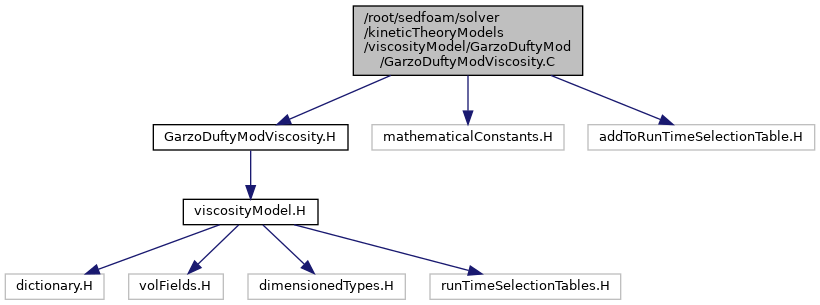 /root/sedfoam/solver
/kineticTheoryModels
/viscosityModel/GarzoDuftyMod
/GarzoDuftyModViscosity.C
GarzoDuftyModViscosity.H
mathematicalConstants.H
addToRunTimeSelectionTable.H
viscosityModel.H
dictionary.H
volFields.H
dimensionedTypes.H
runTimeSelectionTables.H